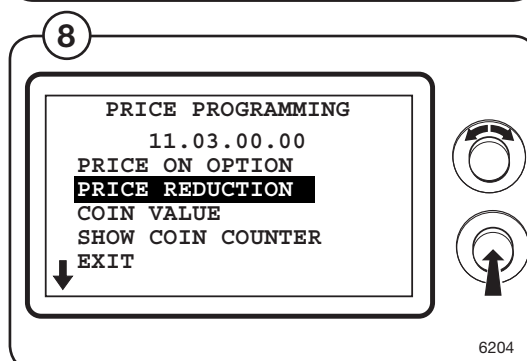 8
PRICE PROGRAMMING
11.03.00.00
PRICE ON OPTION
PRICE REDUCTION
COIN VALUE
SHOW COIN COUNTER
EXIT
6204